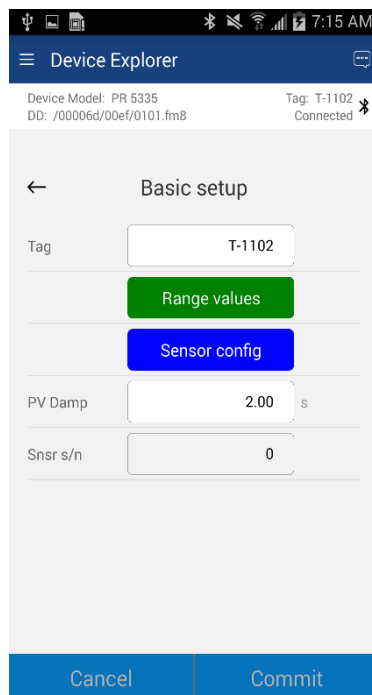 7:15 AM
Device Explorer
Device Model: PR 5335
Tag: T-1102
DD: /00006d/00ef/0101.fm8
Connected
Basic setup
Tag T-1102
Range values
Sensor config
PV Damp 2.00 s
Snsr s/n 0
Cancel Commit